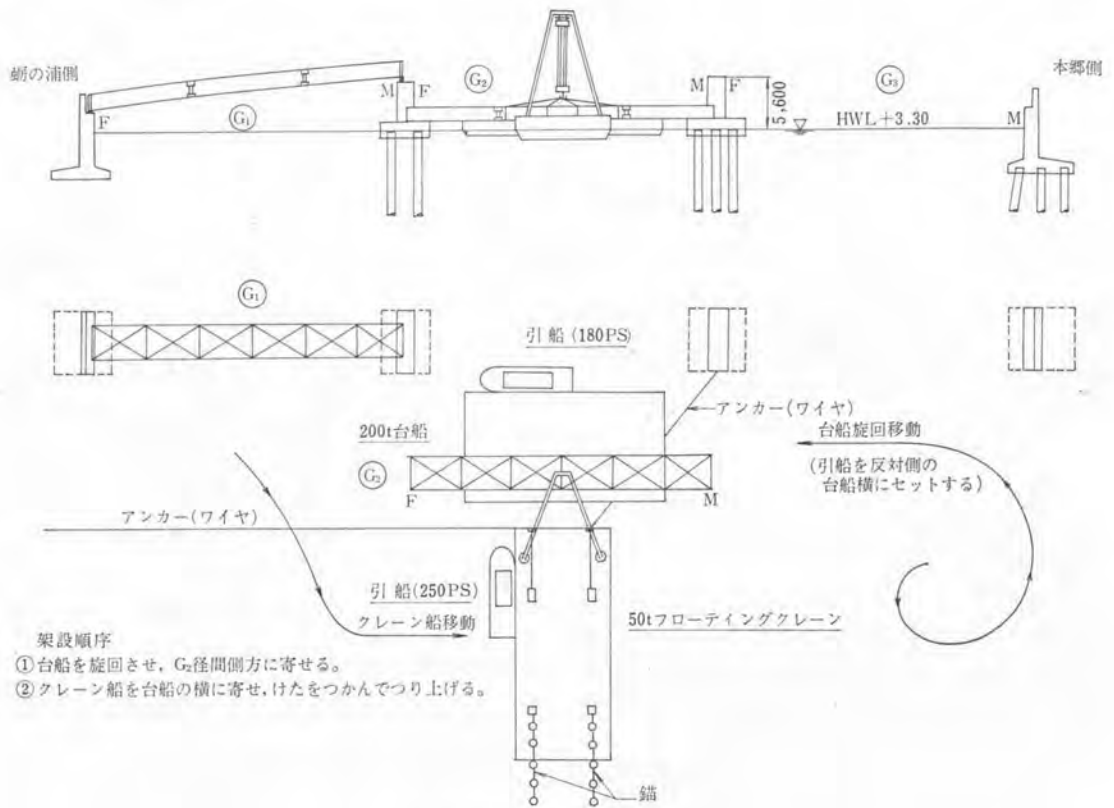 蛎の浦側
G₁
F
M F
G₂
M F
5,600
HWL+3.30
G₃
M
本郷側
G₁
引船(180PS)
アンカー(ワイヤ)
200t台船
G₂
F
M
台船旋回移動
(引船を反対側の
台船横にセットする)
アンカー(ワイヤ)
引船(250PS)
クレーン船移動
50tフローティングクレーン
架設順序
①台船を旋回させ,G₂径間側方に寄せる。
②クレーン船を台船の横に寄せ,けたをつかんでつり上げる。
錨